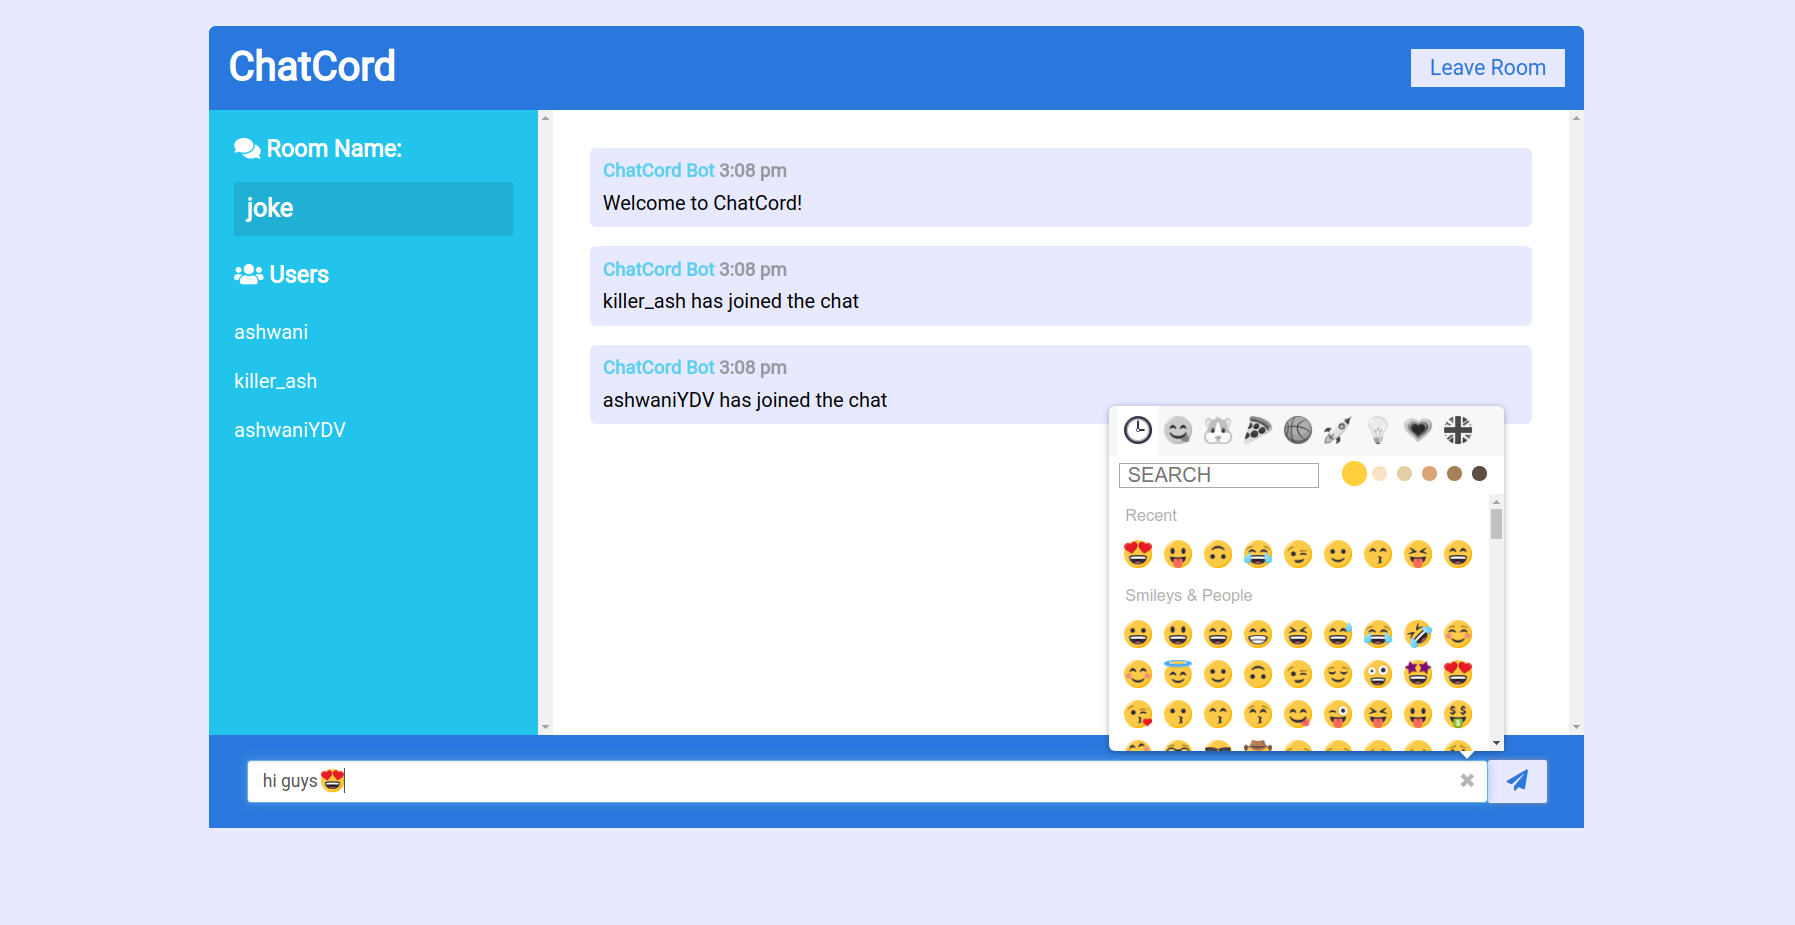 ChatCord
Leave Room
Room Name:
joke
Users
ashwani
killer_ash
ashwaniYDV
ChatCord Bot 3:08 pm
Welcome to ChatCord!
ChatCord Bot 3:08 pm
killer_ash has joined the chat
ChatCord Bot 3:08 pm
ashwaniYDV has joined the chat
SEARCH
Recent
Smileys & People
hi guys😍